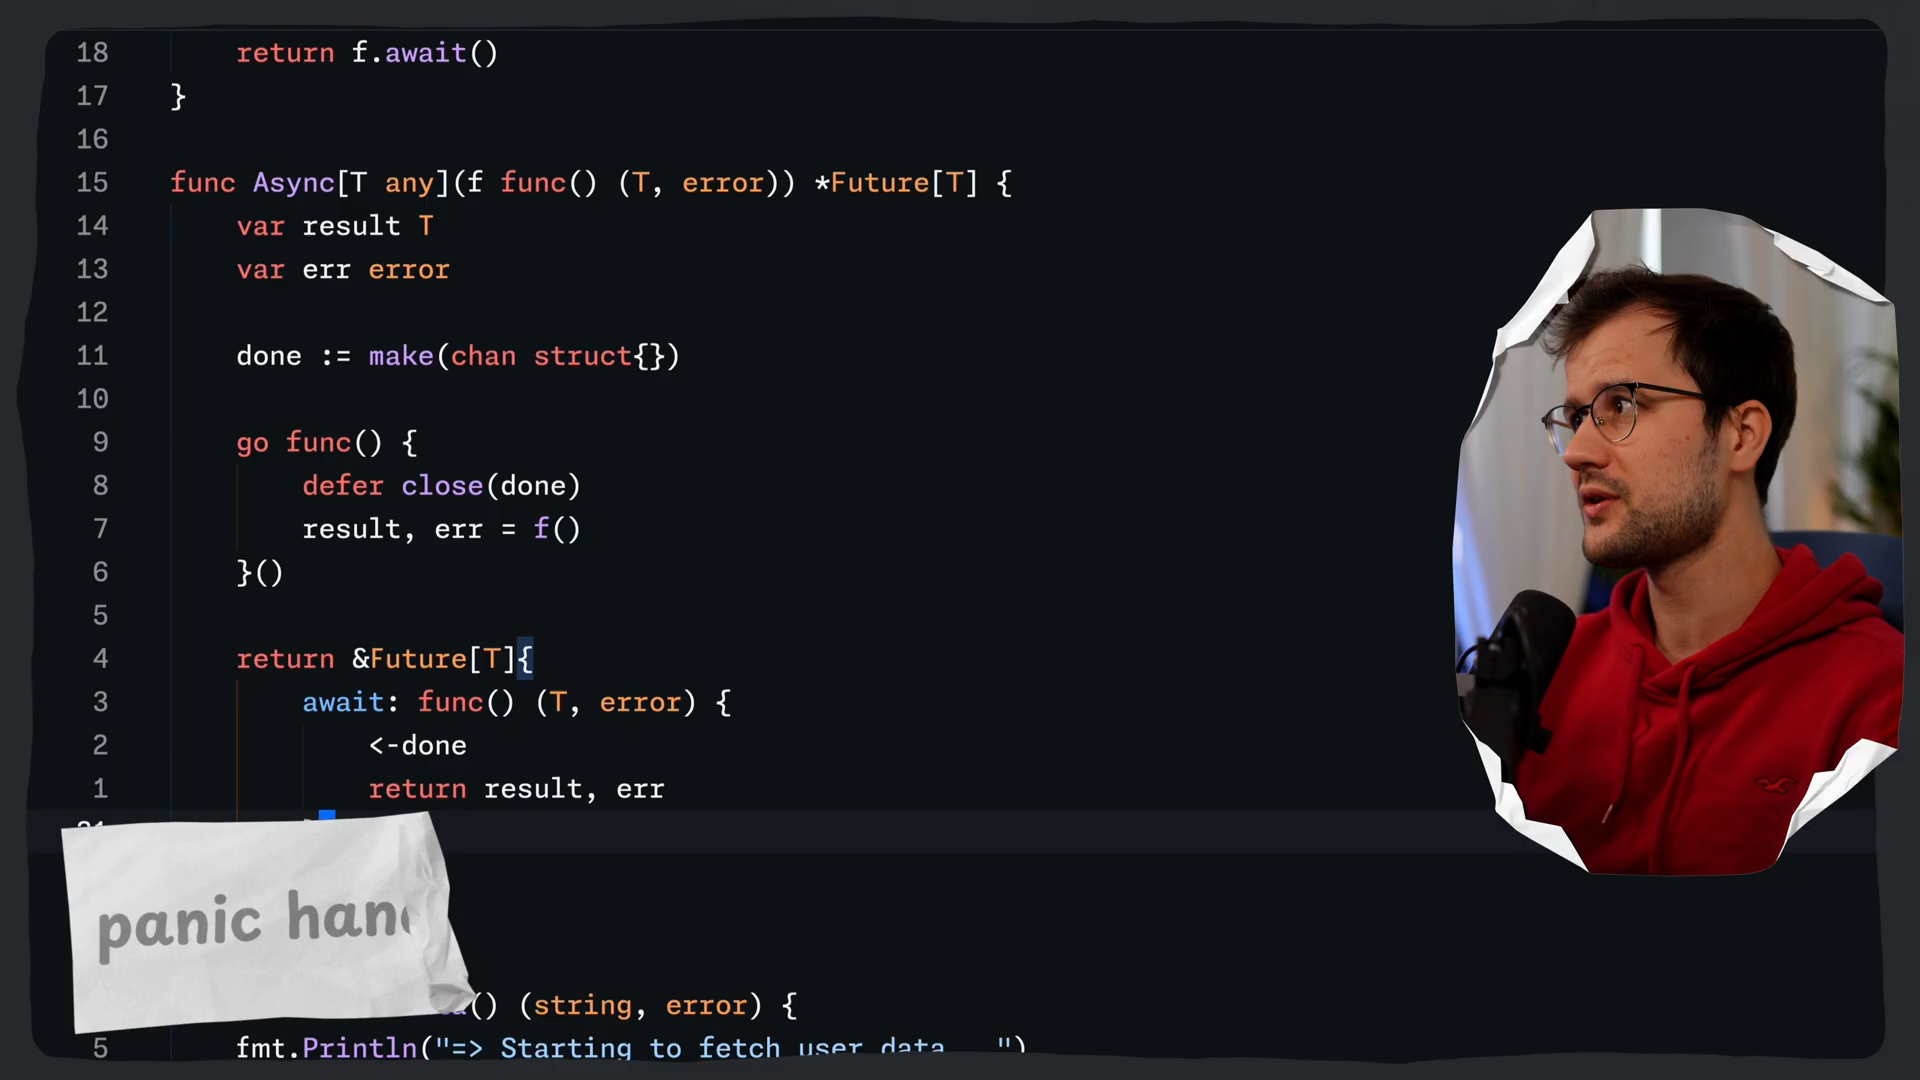 18 return f.await()
17 }
16
15 func Async[T any](f func() (T, error)) *Future[T] {
14 var result T
13 var err error
12
11 done := make(chan struct{})
10
9 go func() {
8 defer close(done)
7 result, err = f()
6 }()
5
4 return &Future[T]{
3 await: func() (T, error) {
2 <-done
1 return result, err
panic
() (string, error) {
5 fmt.Println("=> Starting to fetch user data...")